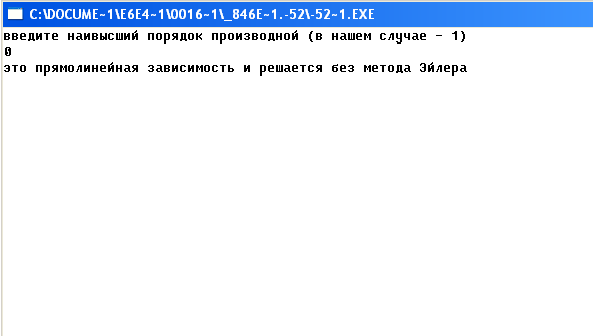 C:\DOCUME~1\E6E4~1\0016~1\_846E~1.-52\-52~1.EXE
введите наивысший порядок производной (в нашем случае - 1)
0
это прямолинейная зависимость и решается без метода Эйлера